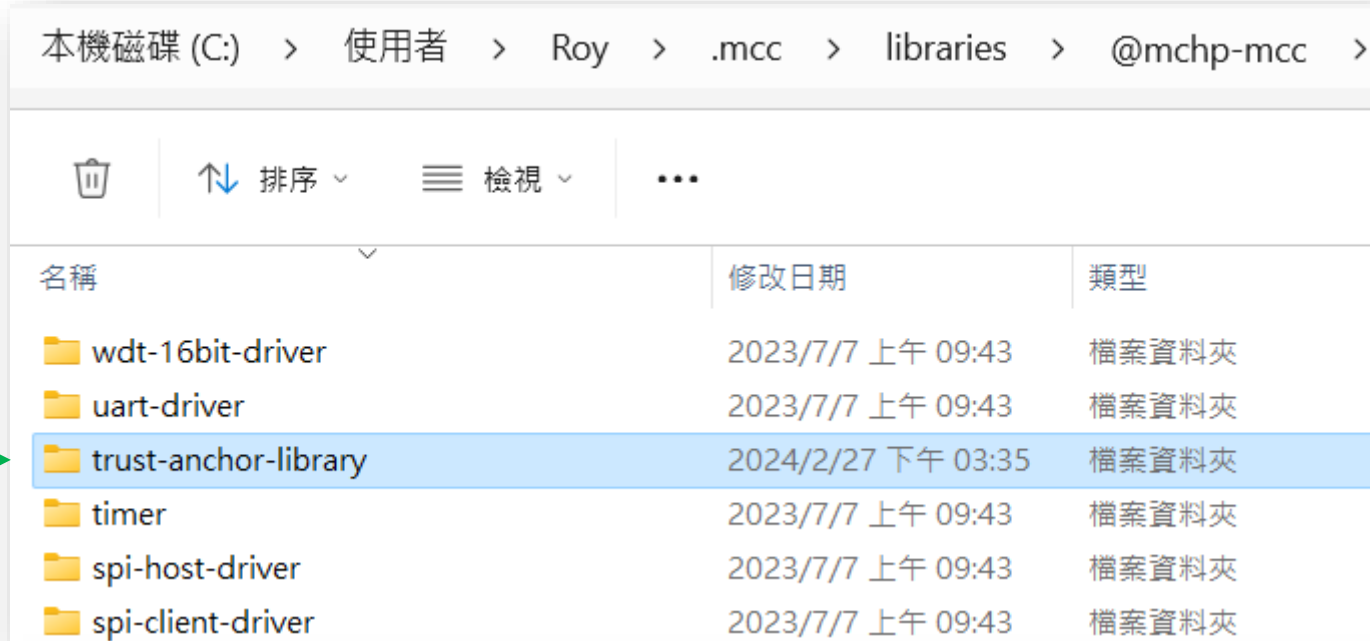 本機磁碟 (C:) > 使用者 > Roy > .mcc > libraries > @mchp-mcc >
排序 檢視 •••
名稱 修改日期 類型
wdt-16bit-driver 2023/7/7 上午 09:43 檔案資料夾
uart-driver 2023/7/7 上午 09:43 檔案資料夾
trust-anchor-library 2024/2/27 下午 03:35 檔案資料夾
timer 2023/7/7 上午 09:43 檔案資料夾
spi-host-driver 2023/7/7 上午 09:43 檔案資料夾
spi-client-driver 2023/7/7 上午 09:43 檔案資料夾